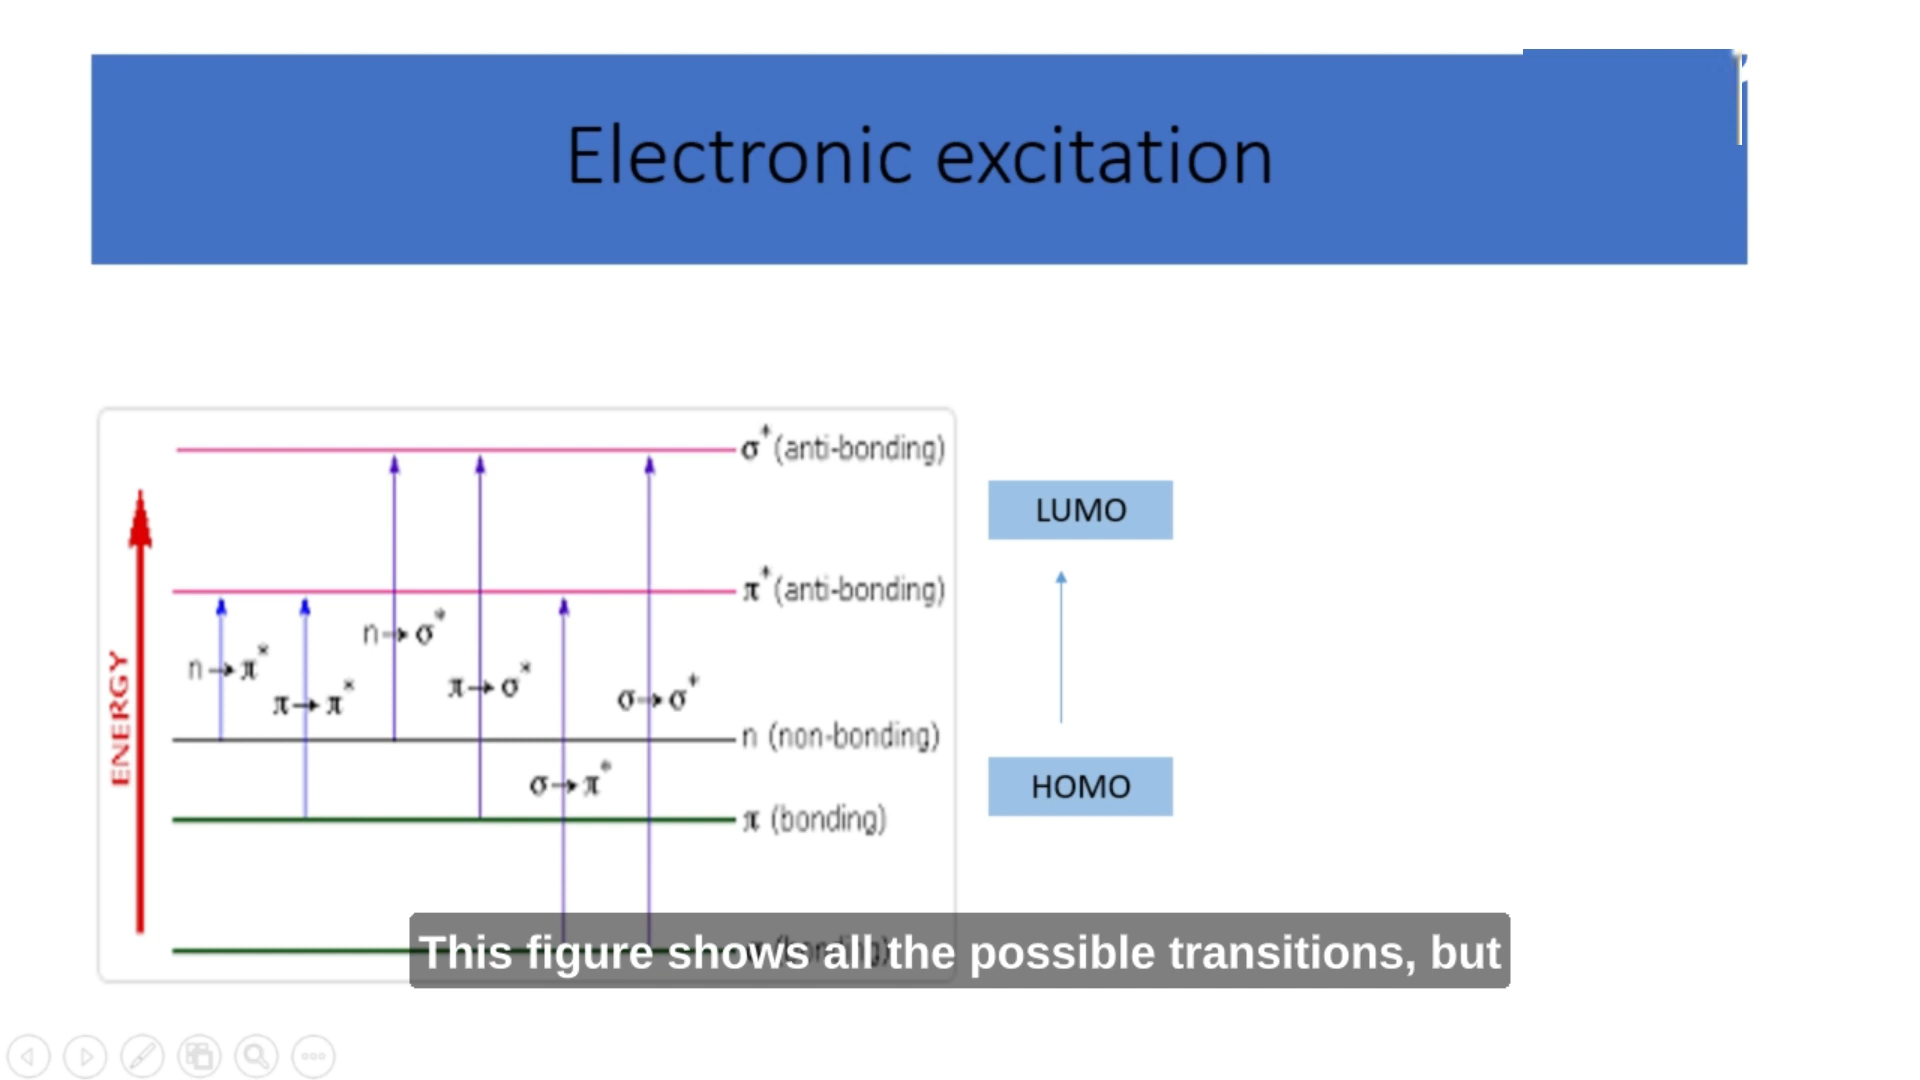 Electronic excitation
σ* (anti-bonding)
LUMO
π* (anti-bonding)
n→σ*
n→π*
π→σ*
σ→σ*
π→π*
ENERGY
n (non-bonding)
σ→π*
HOMO
π (bonding)
This figure shows all the possible transitions, but